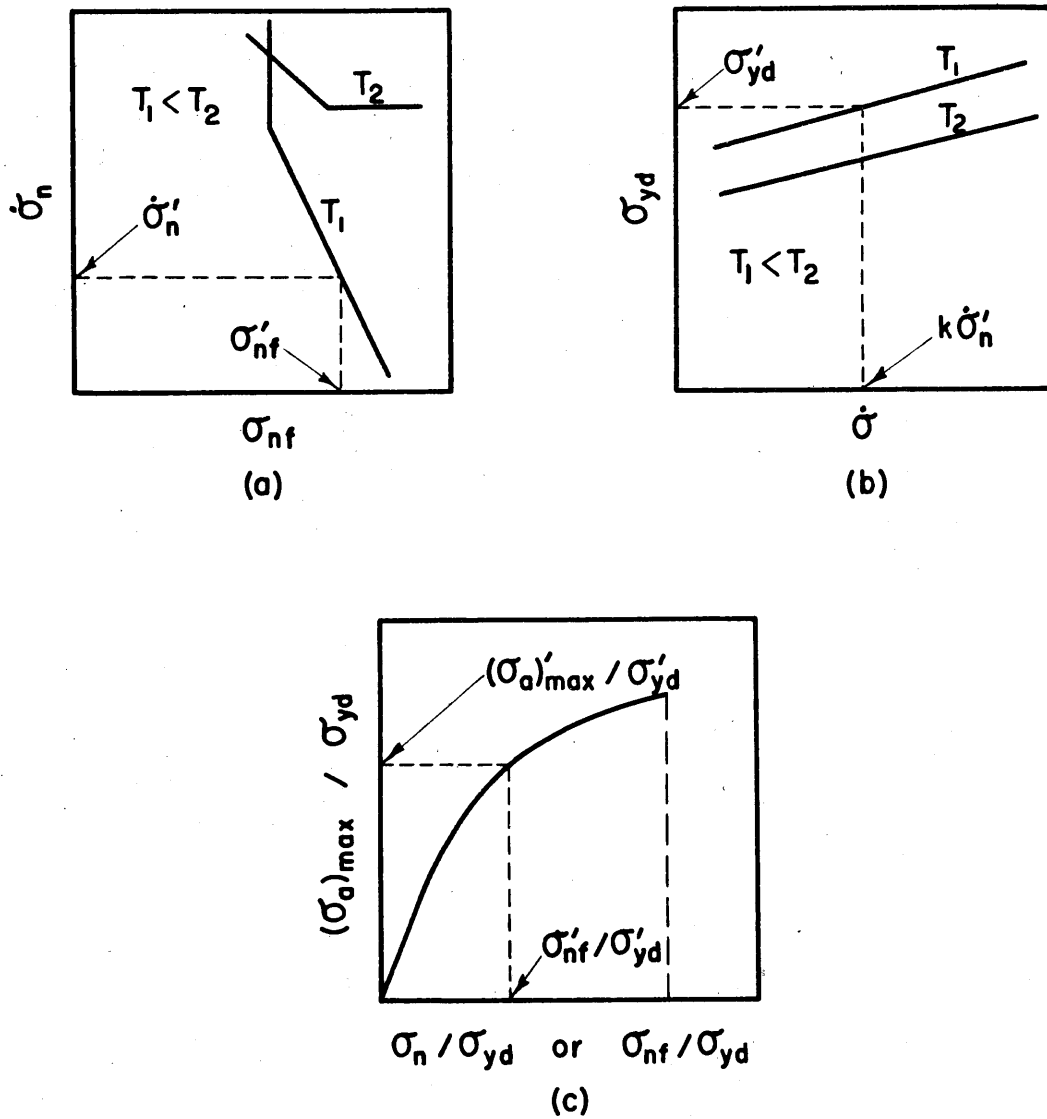 T₁ < T₂
T₂
T₁
σ̇ₙ
σ̇ₙ′
σ′nf
σnf
(a)
σ′yd
T₁
T₂
σyd
T₁ < T₂
kσ̇ₙ′
σ̇
(b)
(σa)′max / σ′yd
(σa)max / σyd
σ′nf / σ′yd
σn / σyd or σnf / σyd
(c)